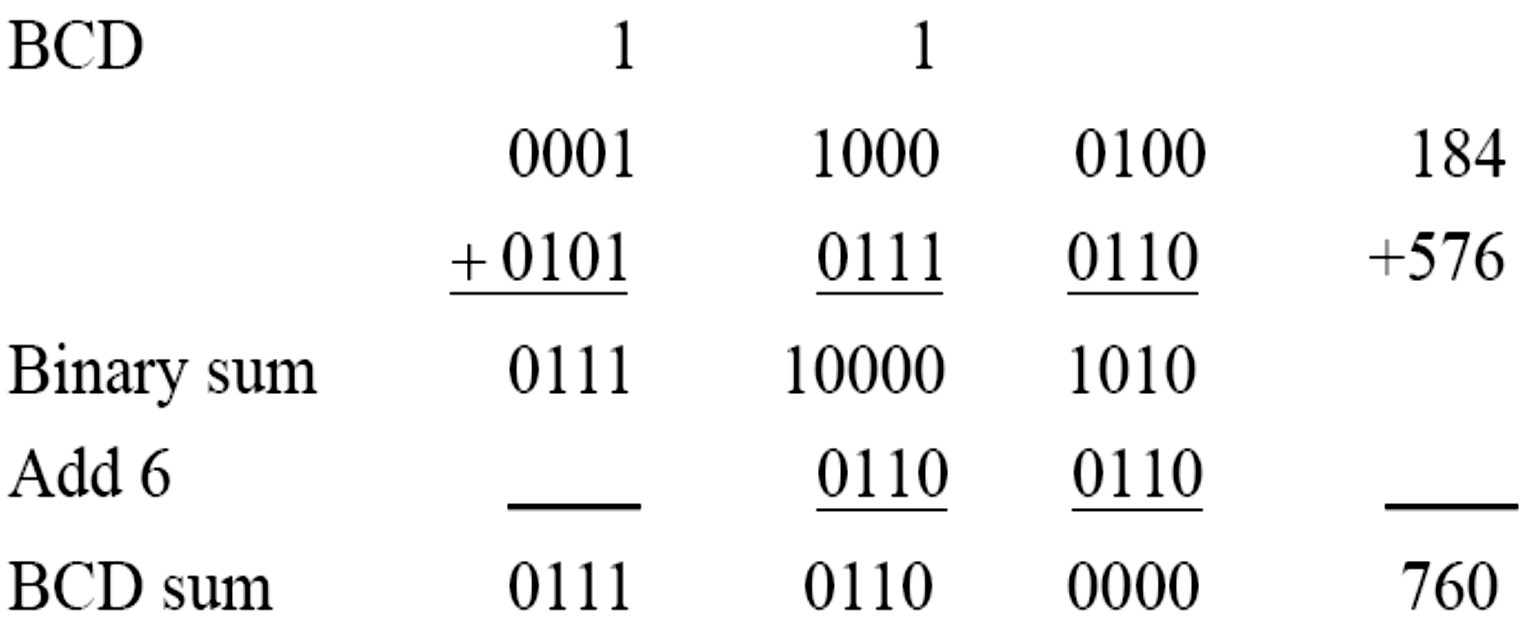 BCD 1 1
0001 1000 0100 184
+ 0101 0111 0110 +576
Binary sum 0111 10000 1010
Add 6 0110 0110
BCD sum 0111 0110 0000 760